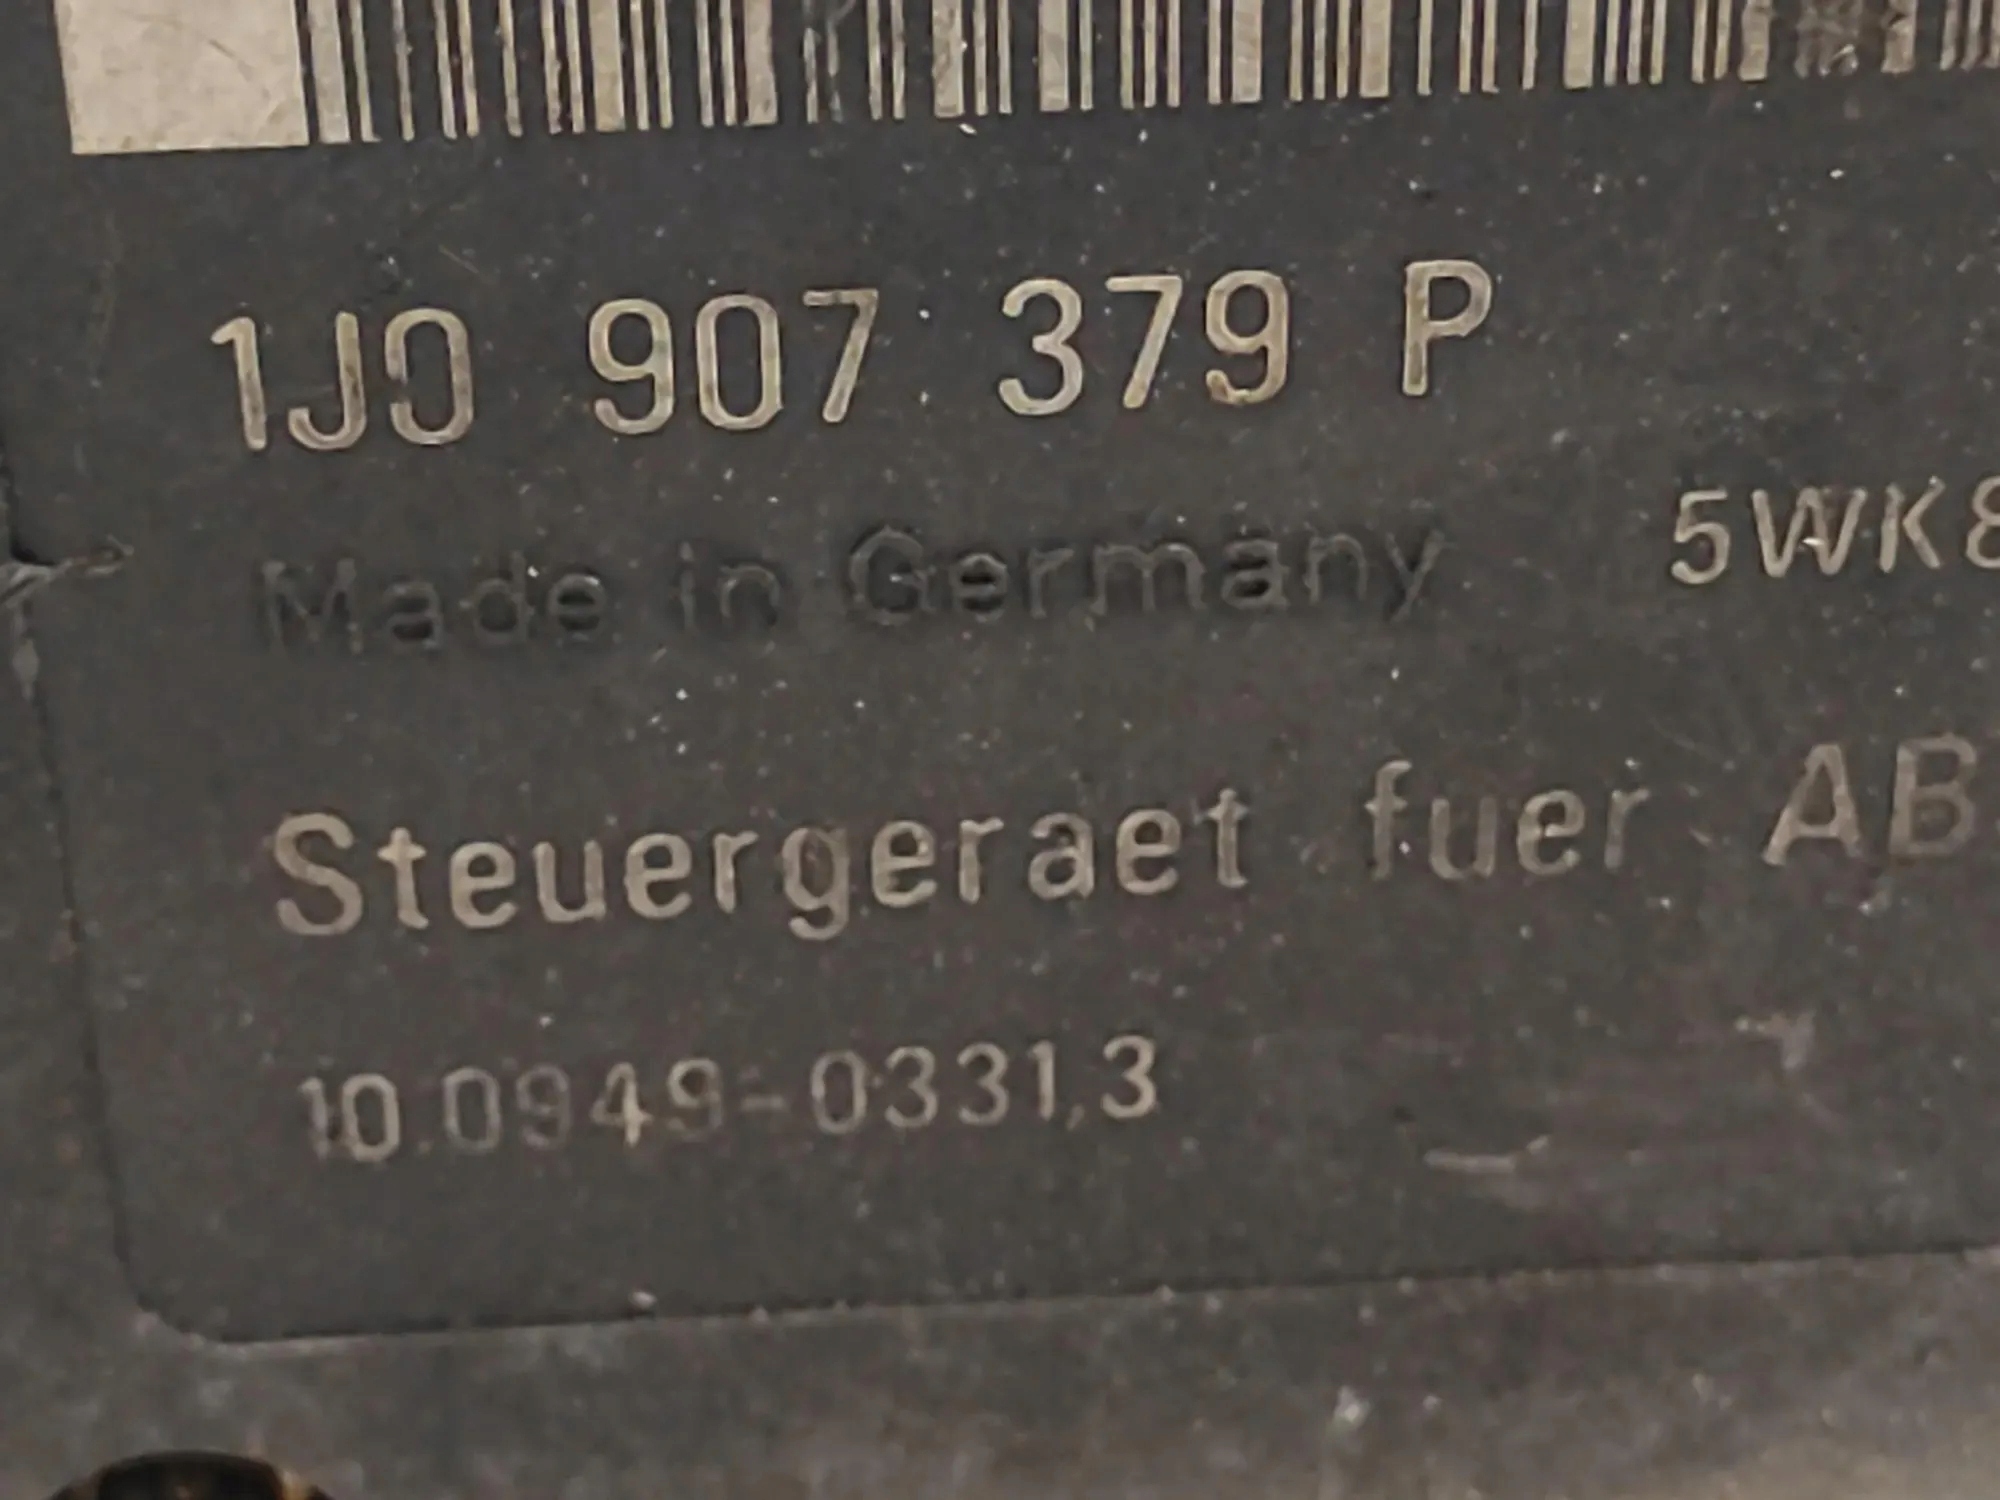 1J0 907 379 P
Made in Germany 5WK8
Steuergeraet fuer AB
10.0949-0331,3